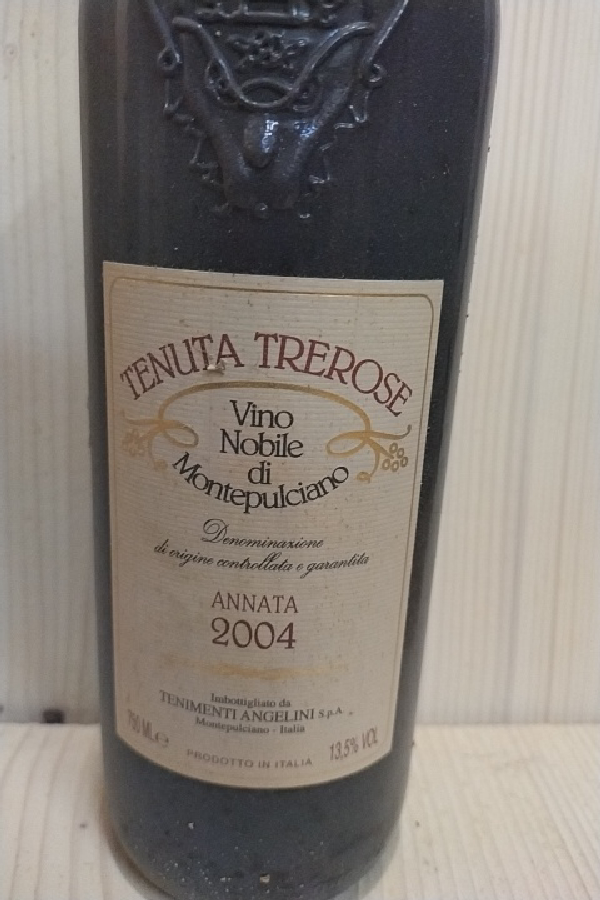 TENUTA TREROSE
Vino
Nobile
di
Montepulciano
Denominazione
di origine controllata e garantita
ANNATA
2004
Imbottigliato da
TENIMENTI ANGELINI S.p.A.
Montepulciano - Italia
750 ML e
PRODOTTO IN ITALIA
13,5% VOL